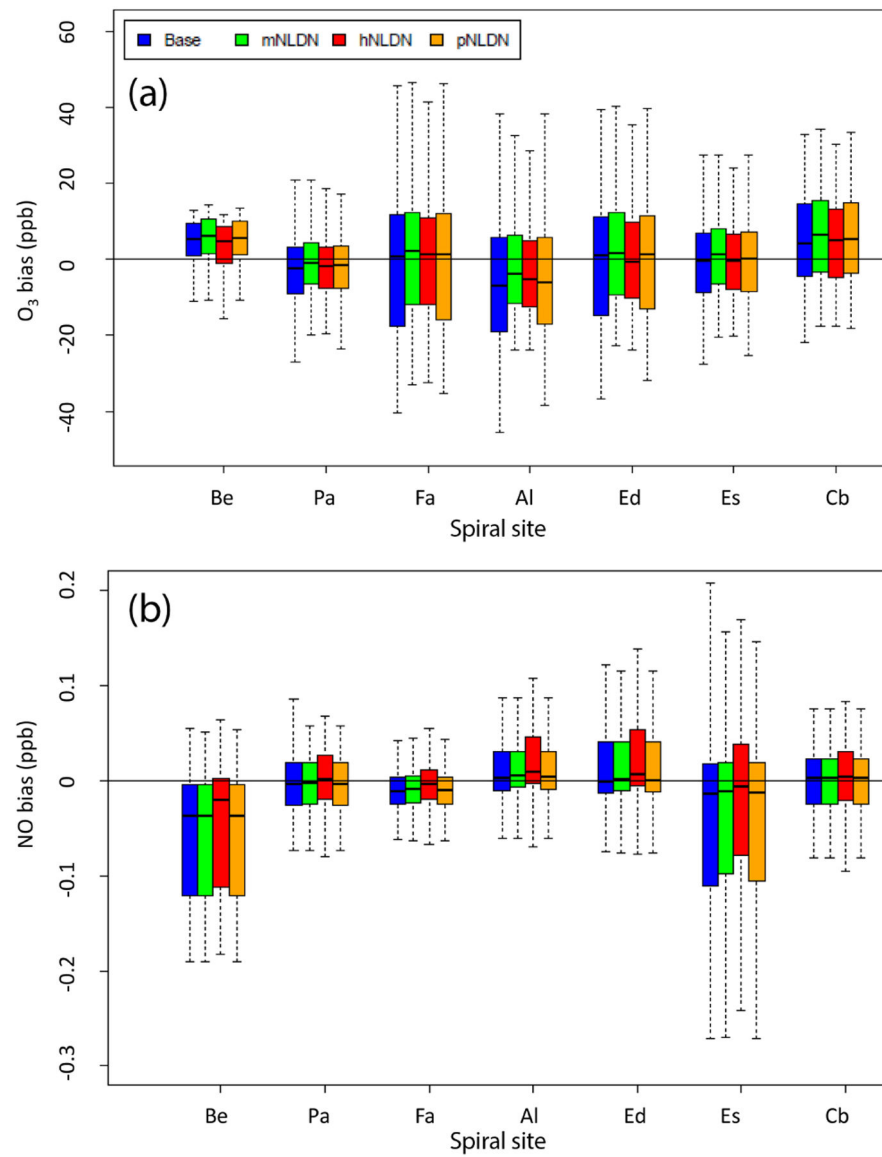 Base mNLDN hNLDN pNLDN
(a)
O3 bias (ppb)
60
40
20
0
-20
-40
Be Pa Fa Al Ed Es Cb
Spiral site
(b)
NO bias (ppb)
0.2
0.1
0
-0.1
-0.2
-0.3
Be Pa Fa Al Ed Es Cb
Spiral site